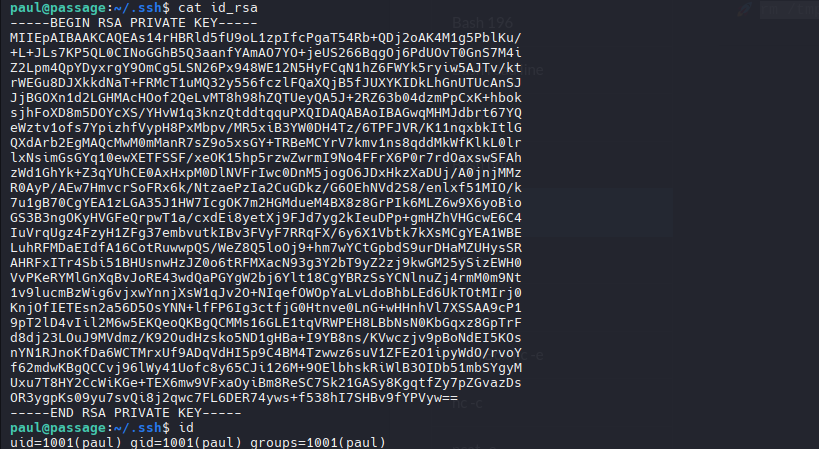 Bash 196
paul@passage:~/.ssh$ cat id_rsa
-----BEGIN RSA PRIVATE KEY-----
MIIEpAIBAAKCAQEAs14rHBRld5fU9oL1zpIfcPgaT54Rb+QDj2oAK4M1g5PblKu/
+L+JLs7KP5QL0CINoGGhB5Q3aanfYAmAO7YO+jeUS266BqgOj6PdUOvT0GnS7M4i
Z2Lpm4QpYDyxrgY9OmCg5LSN26Px948WE12N5HyFCqN1hZ6FWYk5ryiw5AJTv/kt
rWEGu8DJXkkdNaT+FRMcT1uMQ32y556fczlFQaXQjB5fJUXYKIDkLhGnUTUcAnSJ
JjBGOXn1d2LGHMAcHOof2QeLvMT8h98hZQTUeyQA5J+2RZ63b04dzmPpCxK+hbok
sjhFoXD8m5DOYcXS/YHvW1q3knzQtddtqquPXQIDAQABAoIBAGwqMHMJdbrt67YQ
eWztv1ofs7YpizhfVypH8PxMbpv/MR5xiB3YW0DH4Tz/6TPFJVR/K11nqxbkItlG
QXdArb2EgMAQcMwM0mManR7sZ9o5xsGY+TRBeMCYrV7kmv1ns8qddMkWfKlkL0lr
lxNsimGsGYq10ewXETFSSF/xeOK15hp5rzwZwrmI9No4FFrX6P0r7rdOaxswSFAh
zWd1GhYk+Z3qYUhCE0AxHxpM0DlNVFrIwc0DnM5jogO6JDxHkzXaDUj/A0jnjMMz
R0AyP/AEw7HmvcrSoFRx6k/NtzaePzIa2CuGDkz/G6OEhNVd2S8/enlxf51MIO/k
7u1gB70CgYEA1zLGA35J1HW7IcgOK7m2HGMdueM4BX8z8GrPIk6MLZ6w9X6yoBio
GS3B3ngOKyHVGFeQrpwT1a/cxdEi8yetXj9FJd7yg2kIeuDPp+gmHZhVHGcwE6C4
IuVrqUgz4FzyH1ZFg37embvutkIBv3FVyF7RRqFX/6y6X1Vbtk7kXsMCgYEA1WBE
LuhRFMDaEIdfA16CotRuwwpQS/WeZ8Q5loOj9+hm7wYCtGpbdS9urDHaMZUHysSR
AHRFxITr4Sbi51BHUsnwHzJZ0o6tRFMXacN93g3Y2bT9yZ2zj9kwGM25ySizEWH0
VvPKeRYMlGnXqBvJoRE43wdQaPGYgW2bj6Ylt18CgYBRzSsYCNlnuZj4rmM0m9Nt
1v9lucmBzWig6vjxwYnnjXsW1qJv2O+NIqefOWOpYaLvLdoBhbLEd6UkTOtMIrj0
KnjOfIETEsn2a56D5OsYNN+lfFP6Ig3ctfjG0Htnve0LnG+wHHnhVl7XSSAA9cP1
9pT2lD4vIil2M6w5EKQeoQKBgQCMMs16GLE1tqVRWPEH8LBbNsN0KbGqxz8GpTrF
d8dj23LOuJ9MVdmz/K92OudHzsko5ND1gHBa+I9YB8ns/KVwczjv9pBoNdEI5KOs
nYN1RJnoKfDa6WCTMrxUf9ADqVdHI5p9C4BM4Tzwwz6suV1ZFEzO1ipyWdO/rvoY
f62mdwKBgQCCvj96lWy41Uofc8y65CJi126M+9OElbhskRiWlB3OIDb51mbSYgyM
Uxu7T8HY2CcWiKGe+TEX6mw9VFxaOyiBm8ReSC7Sk21GASy8KgqtfZy7pZGvazDs
OR3ygpKs09yu7svQi8j2qwc7FL6DER74yws+f538hI7SHBv9fYPVyw==
-----END RSA PRIVATE KEY-----
nc -c
paul@passage:~/.ssh$ id
uid=1001(paul) gid=1001(paul) groups=1001(paul)